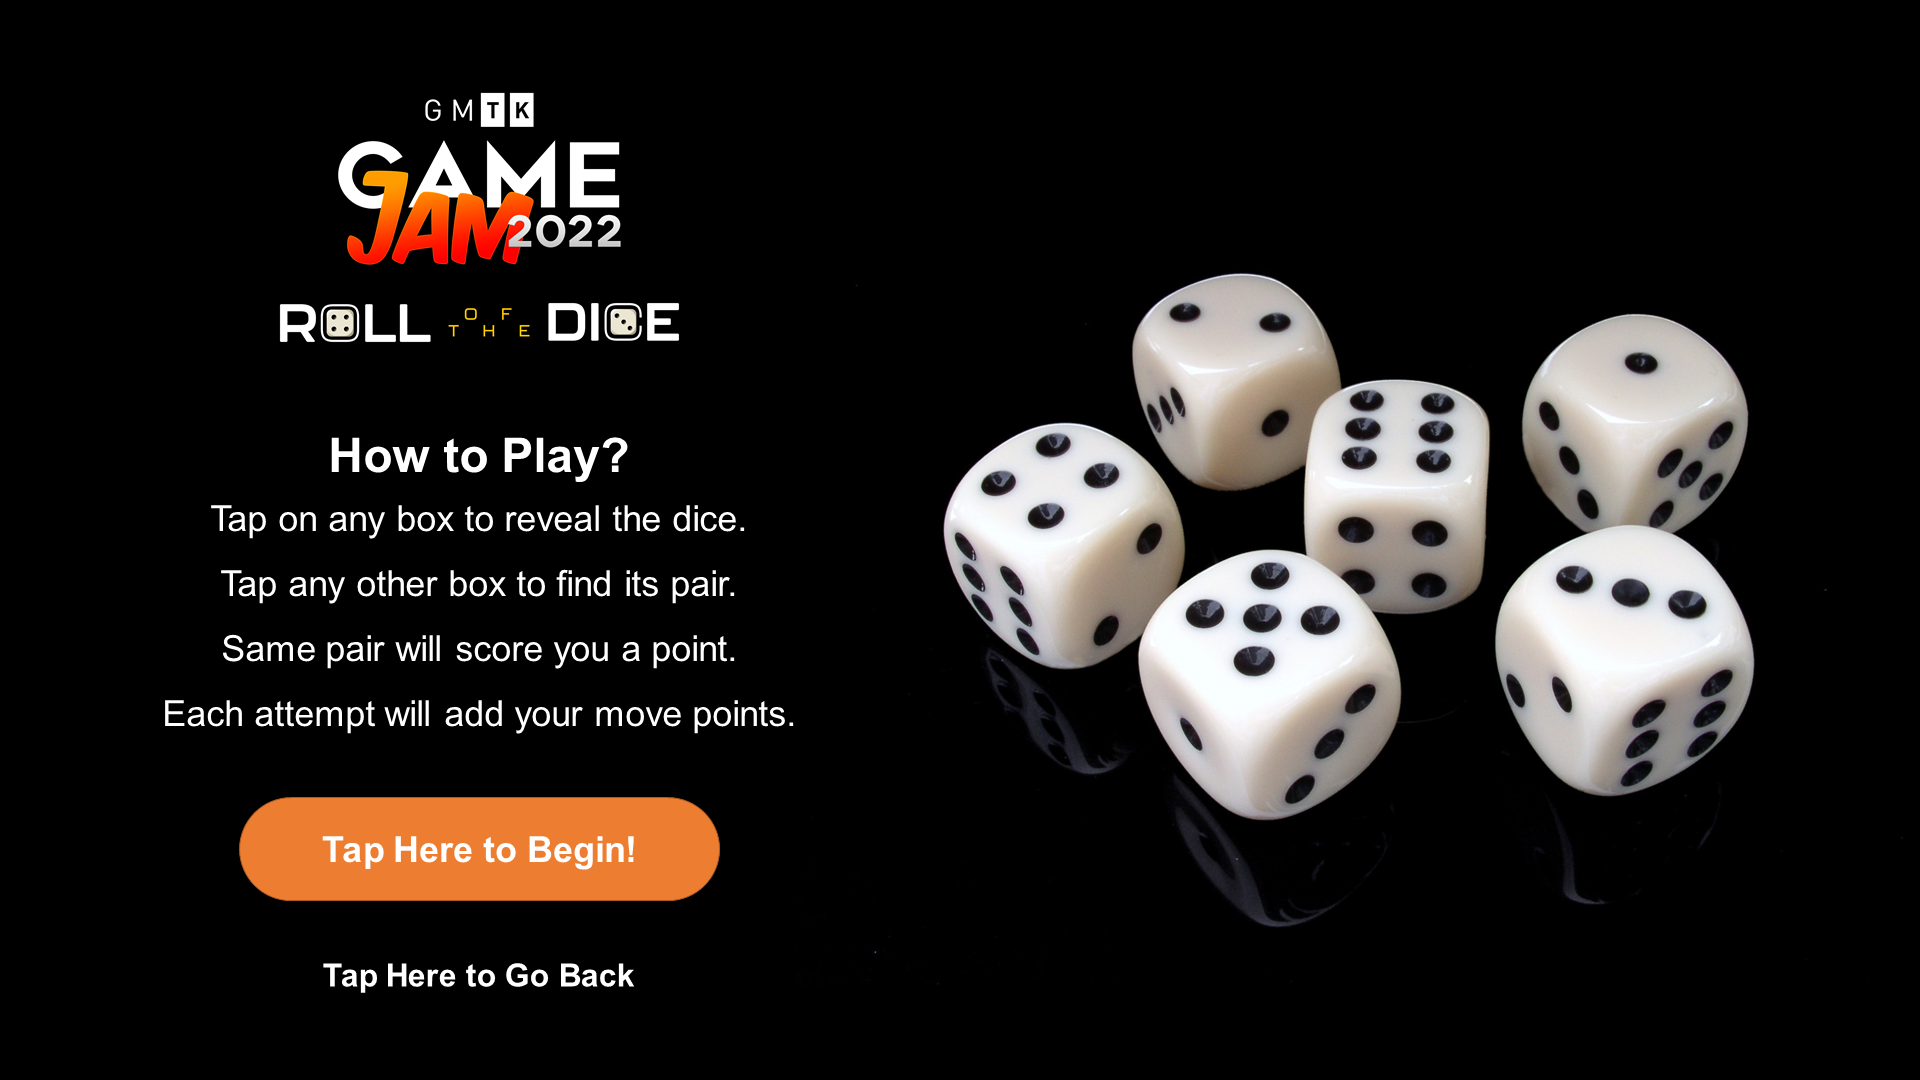 GMTK
GAME
JAM 2022
ROLL OF THE DICE
How to Play?
Tap on any box to reveal the dice.
Tap any other box to find its pair.
Same pair will score you a point.
Each attempt will add your move points.
Tap Here to Begin!
Tap Here to Go Back